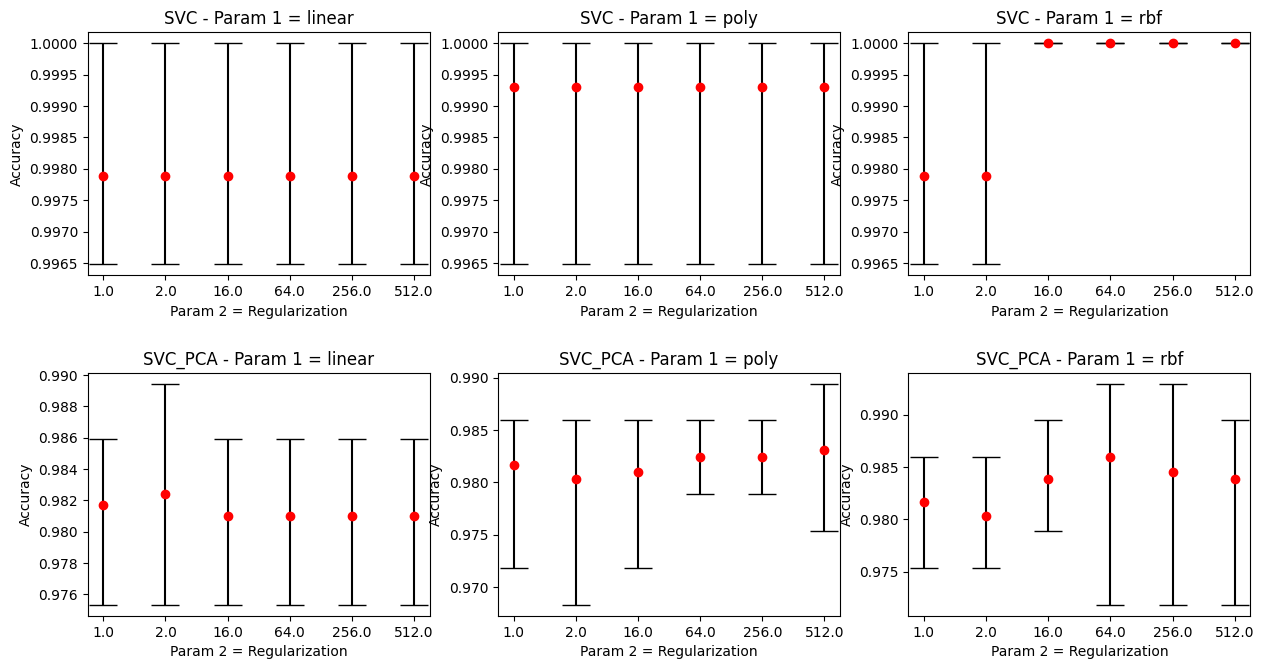 SVC - Param 1 = linear
1.0000
0.9995
0.9990
0.9985
0.9980
0.9975
0.9970
0.9965
Accuracy
1.0 2.0 16.0 64.0 256.0 512.0
Param 2 = Regularization
SVC - Param 1 = poly
1.0000
0.9995
0.9990
0.9985
0.9980
0.9975
0.9970
0.9965
Accuracy
1.0 2.0 16.0 64.0 256.0 512.0
Param 2 = Regularization
SVC - Param 1 = rbf
1.0000
0.9995
0.9990
0.9985
0.9980
0.9975
0.9970
0.9965
Accuracy
1.0 2.0 16.0 64.0 256.0 512.0
Param 2 = Regularization
SVC_PCA - Param 1 = linear
0.990
0.988
0.986
0.984
0.982
0.980
0.978
0.976
Accuracy
1.0 2.0 16.0 64.0 256.0 512.0
Param 2 = Regularization
SVC_PCA - Param 1 = poly
0.990
0.985
0.980
0.975
0.970
Accuracy
1.0 2.0 16.0 64.0 256.0 512.0
Param 2 = Regularization
SVC_PCA - Param 1 = rbf
0.990
0.985
0.980
0.975
Accuracy
1.0 2.0 16.0 64.0 256.0 512.0
Param 2 = Regularization